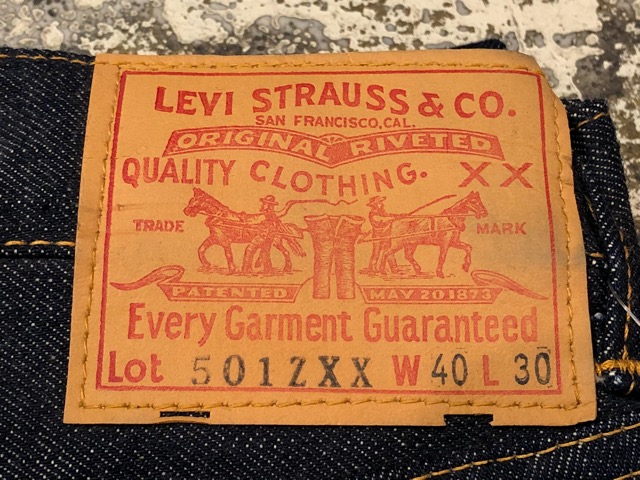 LEVI STRAUSS & CO.
SAN FRANCISCO, CAL.
ORIGINAL RIVETED
QUALITY CLOTHING. XX
TRADE MARK
PATENTED MAY 20 1873
Every Garment Guaranteed
Lot 501ZXX W 40 L 30